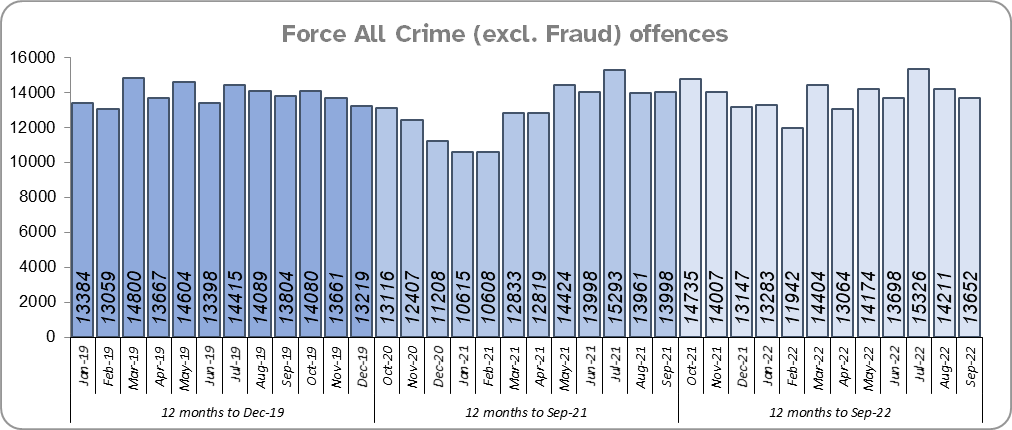 Force All Crime (excl. Fraud) offences
16000
14000
12000
10000
8000
6000
4000
2000
0
13384 13059 14800 13667 14604 13398 14415 14089 13804 14080 13661 13219 13116 12407 11208 10615 10608 12833 12819 14424 13998 15293 13961 13998 14735 14007 13147 13283 11942 14404 13064 14174 13698 15326 14211 13652
Jan-19 Feb-19 Mar-19 Apr-19 May-19 Jun-19 Jul-19 Aug-19 Sep-19 Oct-19 Nov-19 Dec-19 Oct-20 Nov-20 Dec-20 Jan-21 Feb-21 Mar-21 Apr-21 May-21 Jun-21 Jul-21 Aug-21 Sep-21 Oct-21 Nov-21 Dec-21 Jan-22 Feb-22 Mar-22 Apr-22 May-22 Jun-22 Jul-22 Aug-22 Sep-22
12 months to Dec-19 12 months to Sep-21 12 months to Sep-22